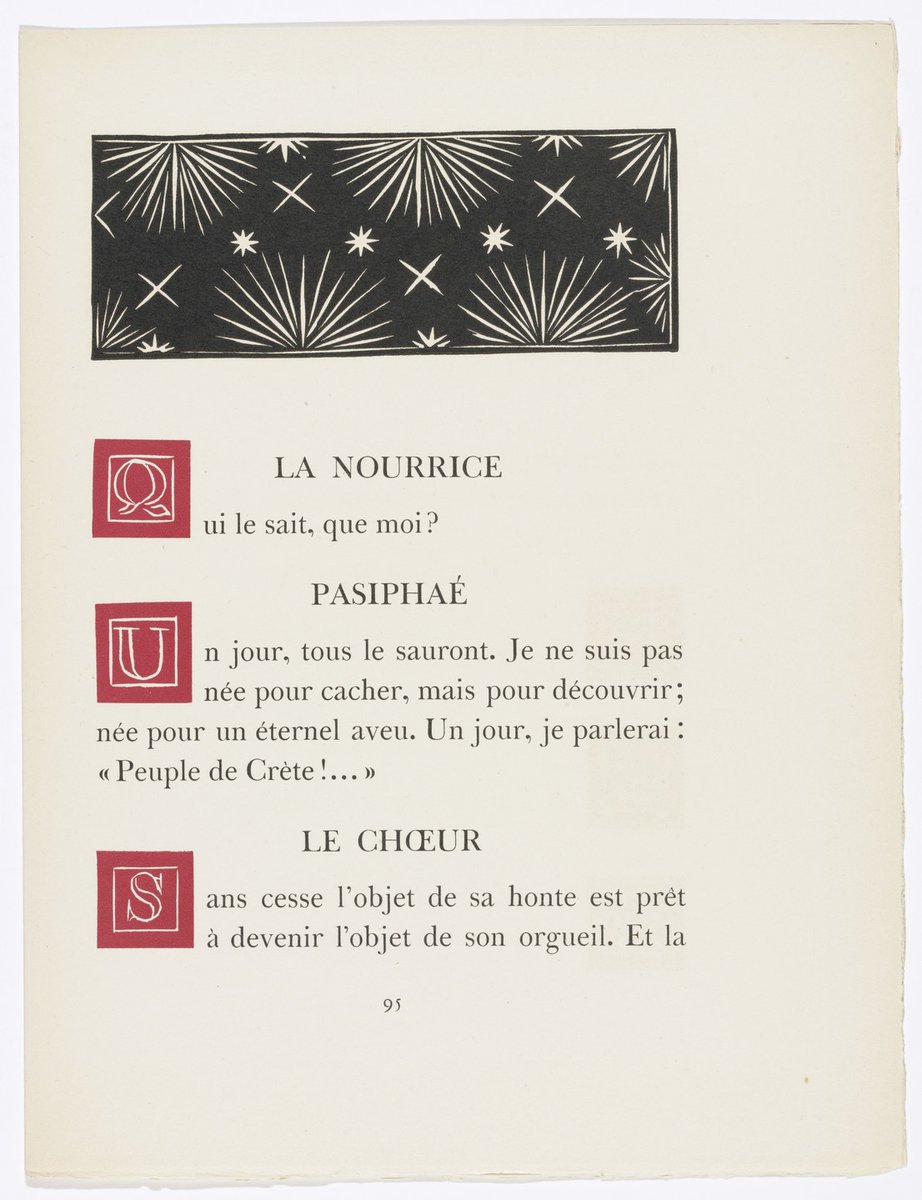 LA NOURRICE
Qui le sait, que moi ?
PASIPHAÉ
Un jour, tous le sauront. Je ne suis pas
née pour cacher, mais pour découvrir ;
née pour un éternel aveu. Un jour, je parlerai :
« Peuple de Crète !... »
LE CHŒUR
Sans cesse l’objet de sa honte est prêt
à devenir l’objet de son orgueil. Et la
95